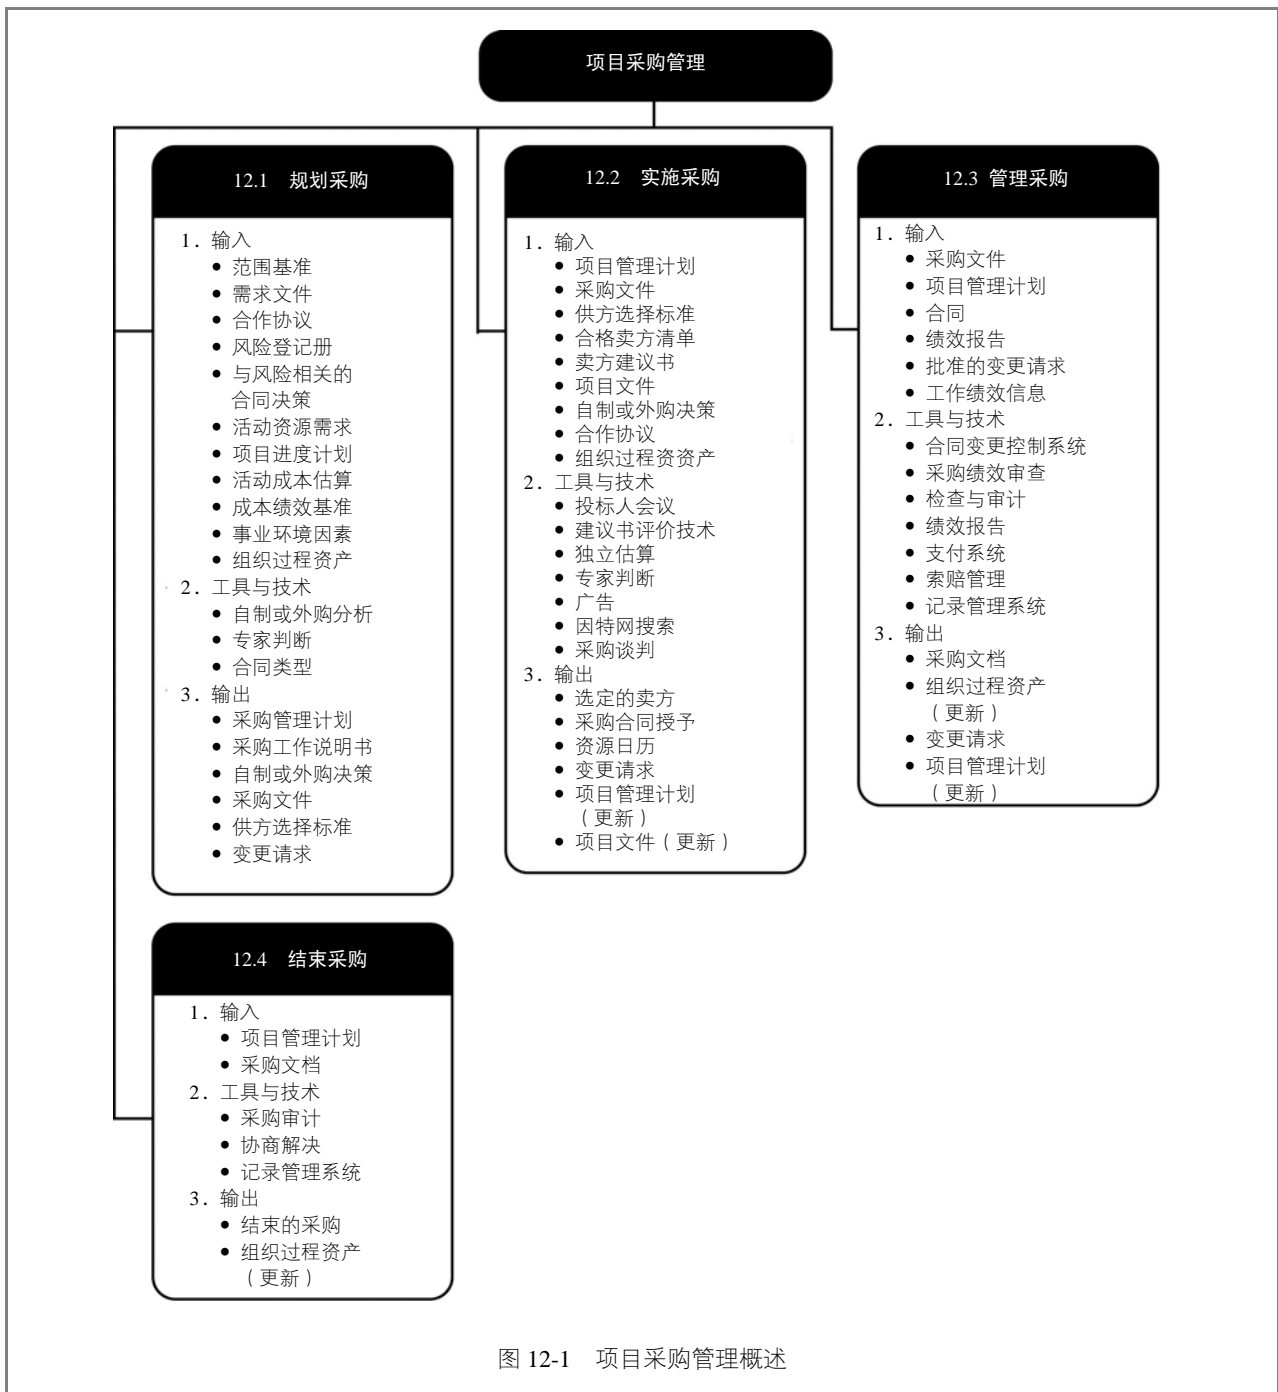 项目采购管理
12.1 规划采购
1. 输入
● 范围基准
● 需求文件
● 合作协议
● 风险登记册
● 与风险相关的
合同决策
● 活动资源需求
● 项目进度计划
● 活动成本估算
● 成本绩效基准
● 事业环境因素
● 组织过程资产
2. 工具与技术
● 自制或外购分析
● 专家判断
● 合同类型
3. 输出
● 采购管理计划
● 采购工作说明书
● 自制或外购决策
● 采购文件
● 供方选择标准
● 变更请求
12.2 实施采购
1. 输入
● 项目管理计划
● 采购文件
● 供方选择标准
● 合格卖方清单
● 卖方建议书
● 项目文件
● 自制或外购决策
● 合作协议
● 组织过程资资产
2. 工具与技术
● 投标人会议
● 建议书评价技术
● 独立估算
● 专家判断
● 广告
● 因特网搜索
● 采购谈判
3. 输出
● 选定的卖方
● 采购合同授予
● 资源日历
● 变更请求
● 项目管理计划
（更新）
● 项目文件（更新）
12.3 管理采购
1. 输入
● 采购文件
● 项目管理计划
● 合同
● 绩效报告
● 批准的变更请求
● 工作绩效信息
2. 工具与技术
● 合同变更控制系统
● 采购绩效审查
● 检查与审计
● 绩效报告
● 支付系统
● 索赔管理
● 记录管理系统
3. 输出
● 采购文档
● 组织过程资产
（更新）
● 变更请求
● 项目管理计划
（更新）
12.4 结束采购
1. 输入
● 项目管理计划
● 采购文档
2. 工具与技术
● 采购审计
● 协商解决
● 记录管理系统
3. 输出
● 结束的采购
● 组织过程资产
（更新）
图 12-1 项目采购管理概述